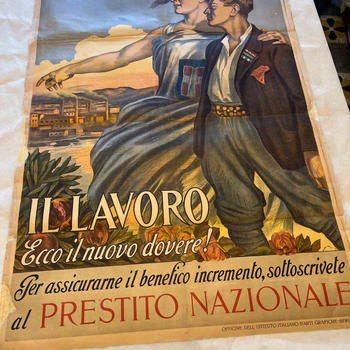 IL LAVORO
Ecco il nuovo dovere!
Per assicurarne il benefico incremento, sottoscrivete
al PRESTITO NAZIONALE
OFFICINE DELL'ISTITUTO ITALIANO D'ARTI GRAFICHE